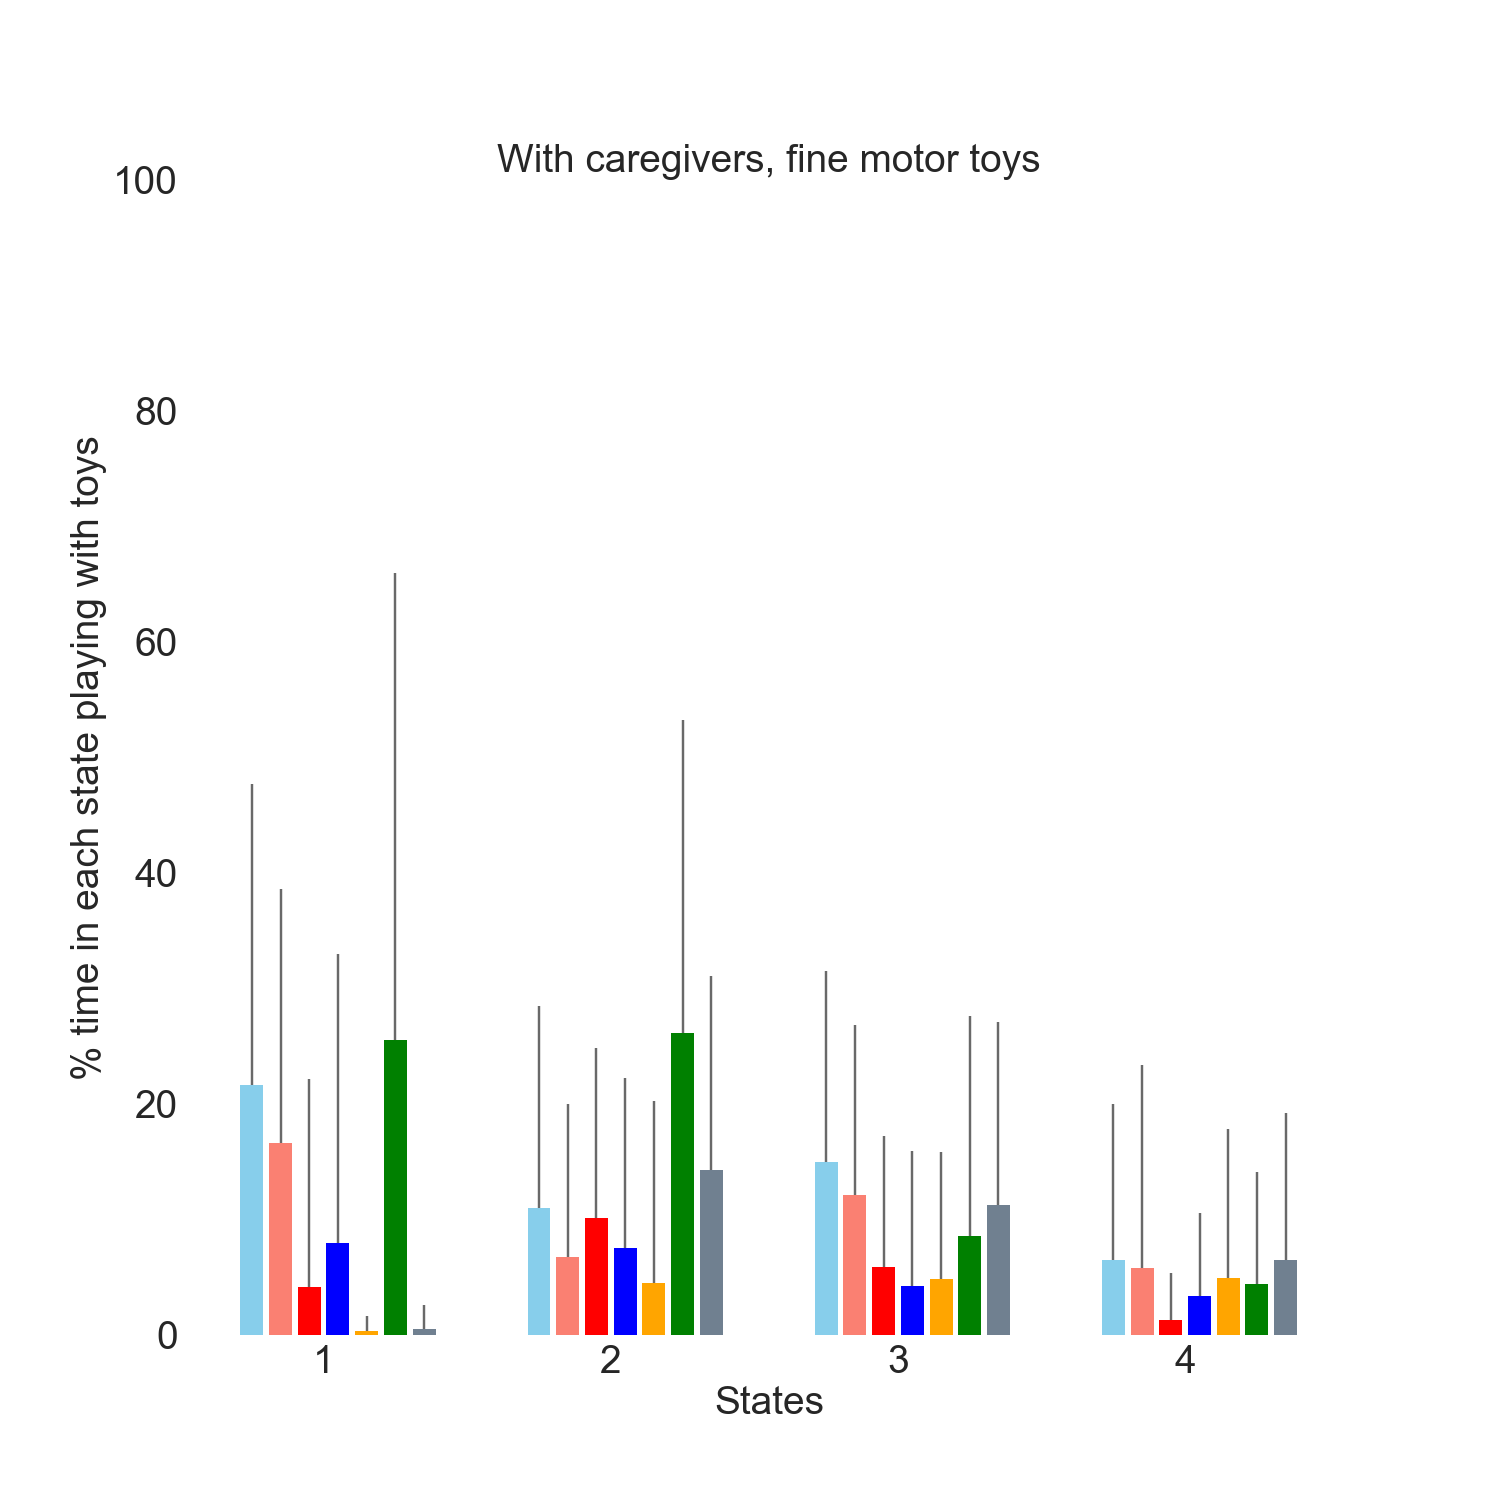 With caregivers, fine motor toys
100
80
60
40
20
0
% time in each state playing with toys
1 2 3 4
States